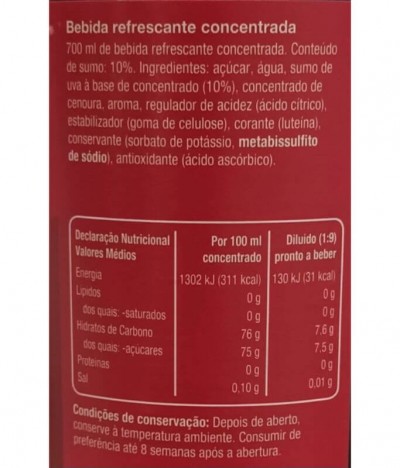 Bebida refrescante concentrada
700 ml de bebida refrescante concentrada. Conteúdo
de sumo: 10%. Ingredientes: açúcar, água, sumo de
uva à base de concentrado (10%), concentrado de
cenoura, aroma, regulador de acidez (ácido cítrico),
estabilizador (goma de celulose), corante (luteína),
conservante (sorbato de potássio, metabissulfito
de sódio), antioxidante (ácido ascórbico).
Declaração Nutricional Valores Médios | Por 100 ml concentrado | Diluído (1:9) pronto a beber
Energia 1302 kJ (311 kcal) 130 kJ (31 kcal)
Lípidos 0 g 0 g
dos quais: -saturados 0 g 0 g
Hidratos de Carbono 76 g 7,6 g
dos quais: -açúcares 75 g 7,5 g
Proteínas 0 g 0 g
Sal 0,10 g 0,01 g
Condições de conservação: Depois de aberto,
conserve à temperatura ambiente. Consumir de
preferência até 8 semanas após a abertura.